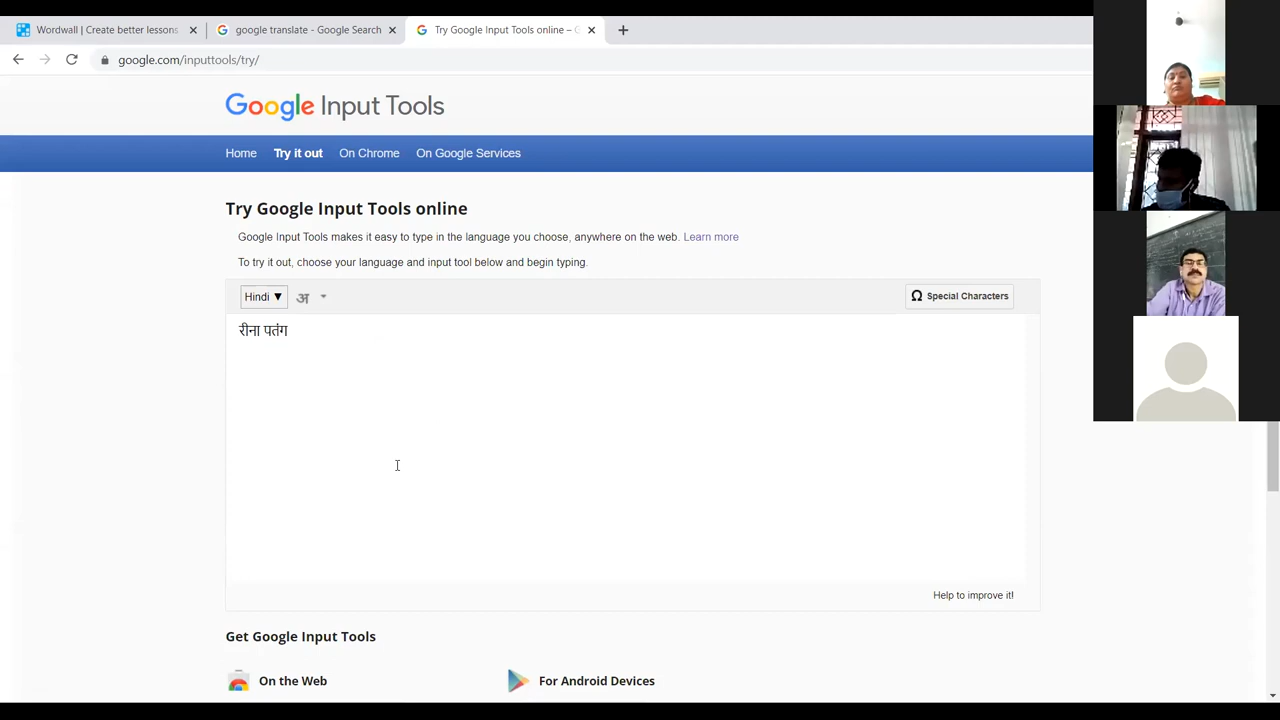 Wordwall | Create better lessons
google translate - Google Search
Try Google Input Tools online – G
google.com/inputtools/try/
Google Input Tools
Home Try it out On Chrome On Google Services
Try Google Input Tools online
Google Input Tools makes it easy to type in the language you choose, anywhere on the web. Learn more
To try it out, choose your language and input tool below and begin typing.
Hindi ▼ अ Ω Special Characters
रीना पतंग
Help to improve it!
Get Google Input Tools
On the Web
For Android Devices